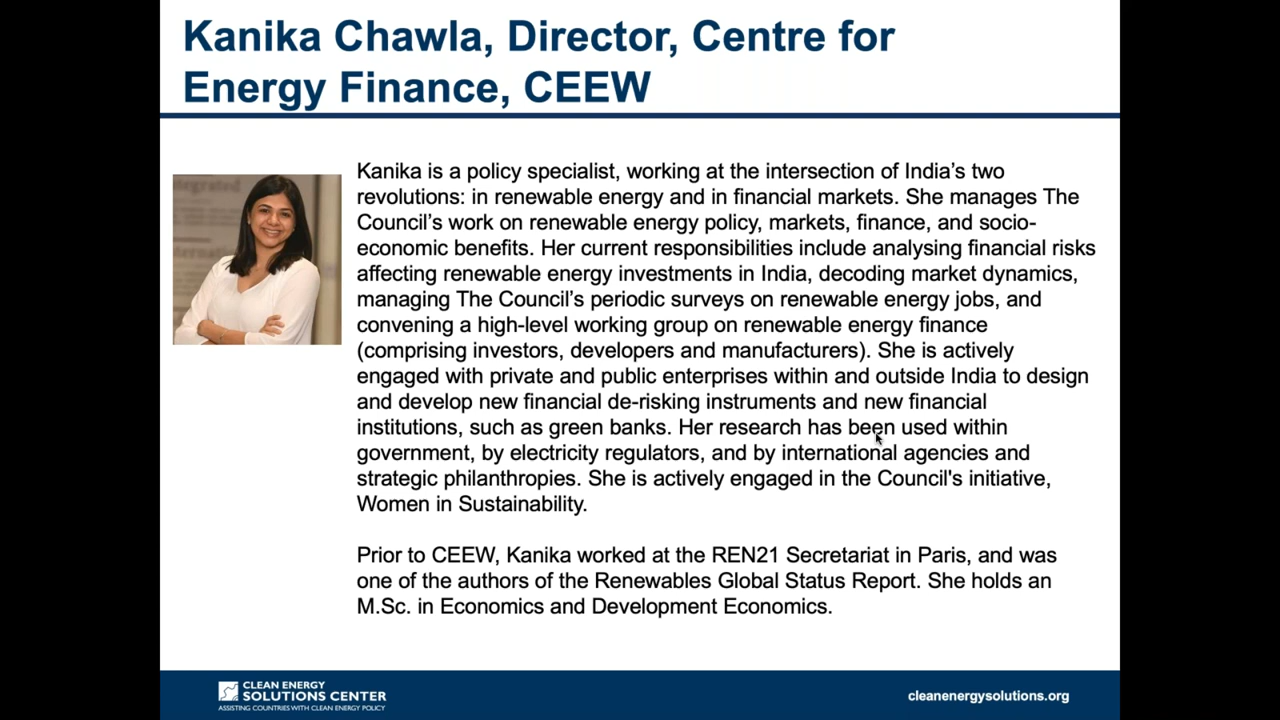 Kanika Chawla, Director, Centre for
Energy Finance, CEEW
Kanika is a policy specialist, working at the intersection of India’s two
revolutions: in renewable energy and in financial markets. She manages The
Council’s work on renewable energy policy, markets, finance, and socio-
economic benefits. Her current responsibilities include analysing financial risks
affecting renewable energy investments in India, decoding market dynamics,
managing The Council’s periodic surveys on renewable energy jobs, and
convening a high-level working group on renewable energy finance
(comprising investors, developers and manufacturers). She is actively
engaged with private and public enterprises within and outside India to design
and develop new financial de-risking instruments and new financial
institutions, such as green banks. Her research has been used within
government, by electricity regulators, and by international agencies and
strategic philanthropies. She is actively engaged in the Council's initiative,
Women in Sustainability.
Prior to CEEW, Kanika worked at the REN21 Secretariat in Paris, and was
one of the authors of the Renewables Global Status Report. She holds an
M.Sc. in Economics and Development Economics.
CLEAN ENERGY
SOLUTIONS CENTER
ASSISTING COUNTRIES WITH CLEAN ENERGY POLICY
cleanenergysolutions.org